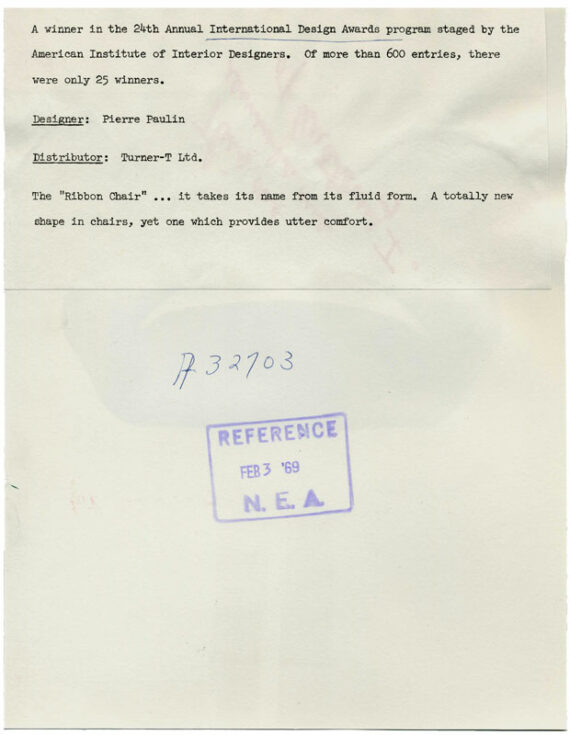 A winner in the 24th Annual International Design Awards program staged by the
American Institute of Interior Designers. Of more than 600 entries, there
were only 25 winners.
Designer: Pierre Paulin
Distributor: Turner-T Ltd.
The "Ribbon Chair" ... it takes its name from its fluid form. A totally new
shape in chairs, yet one which provides utter comfort.
A32703
REFERENCE
FEB 3 '69
N. E. A.